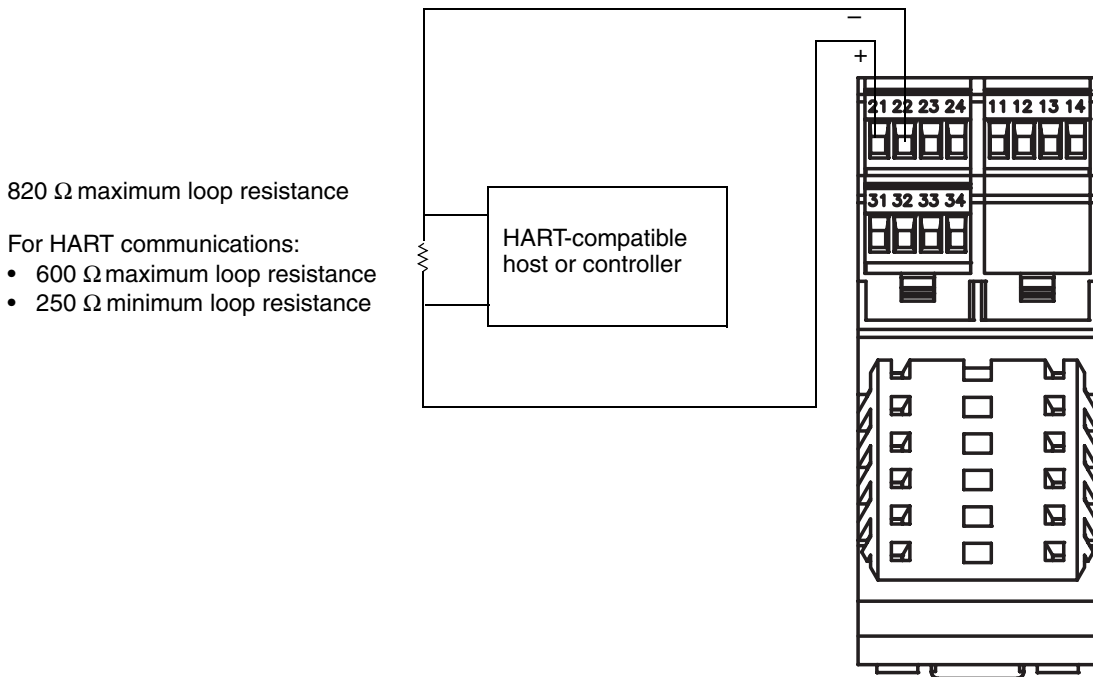 –
+
21 22 23 24 11 12 13 14
31 32 33 34
820 Ω maximum loop resistance
For HART communications:
• 600 Ω maximum loop resistance
• 250 Ω minimum loop resistance
HART-compatible
host or controller